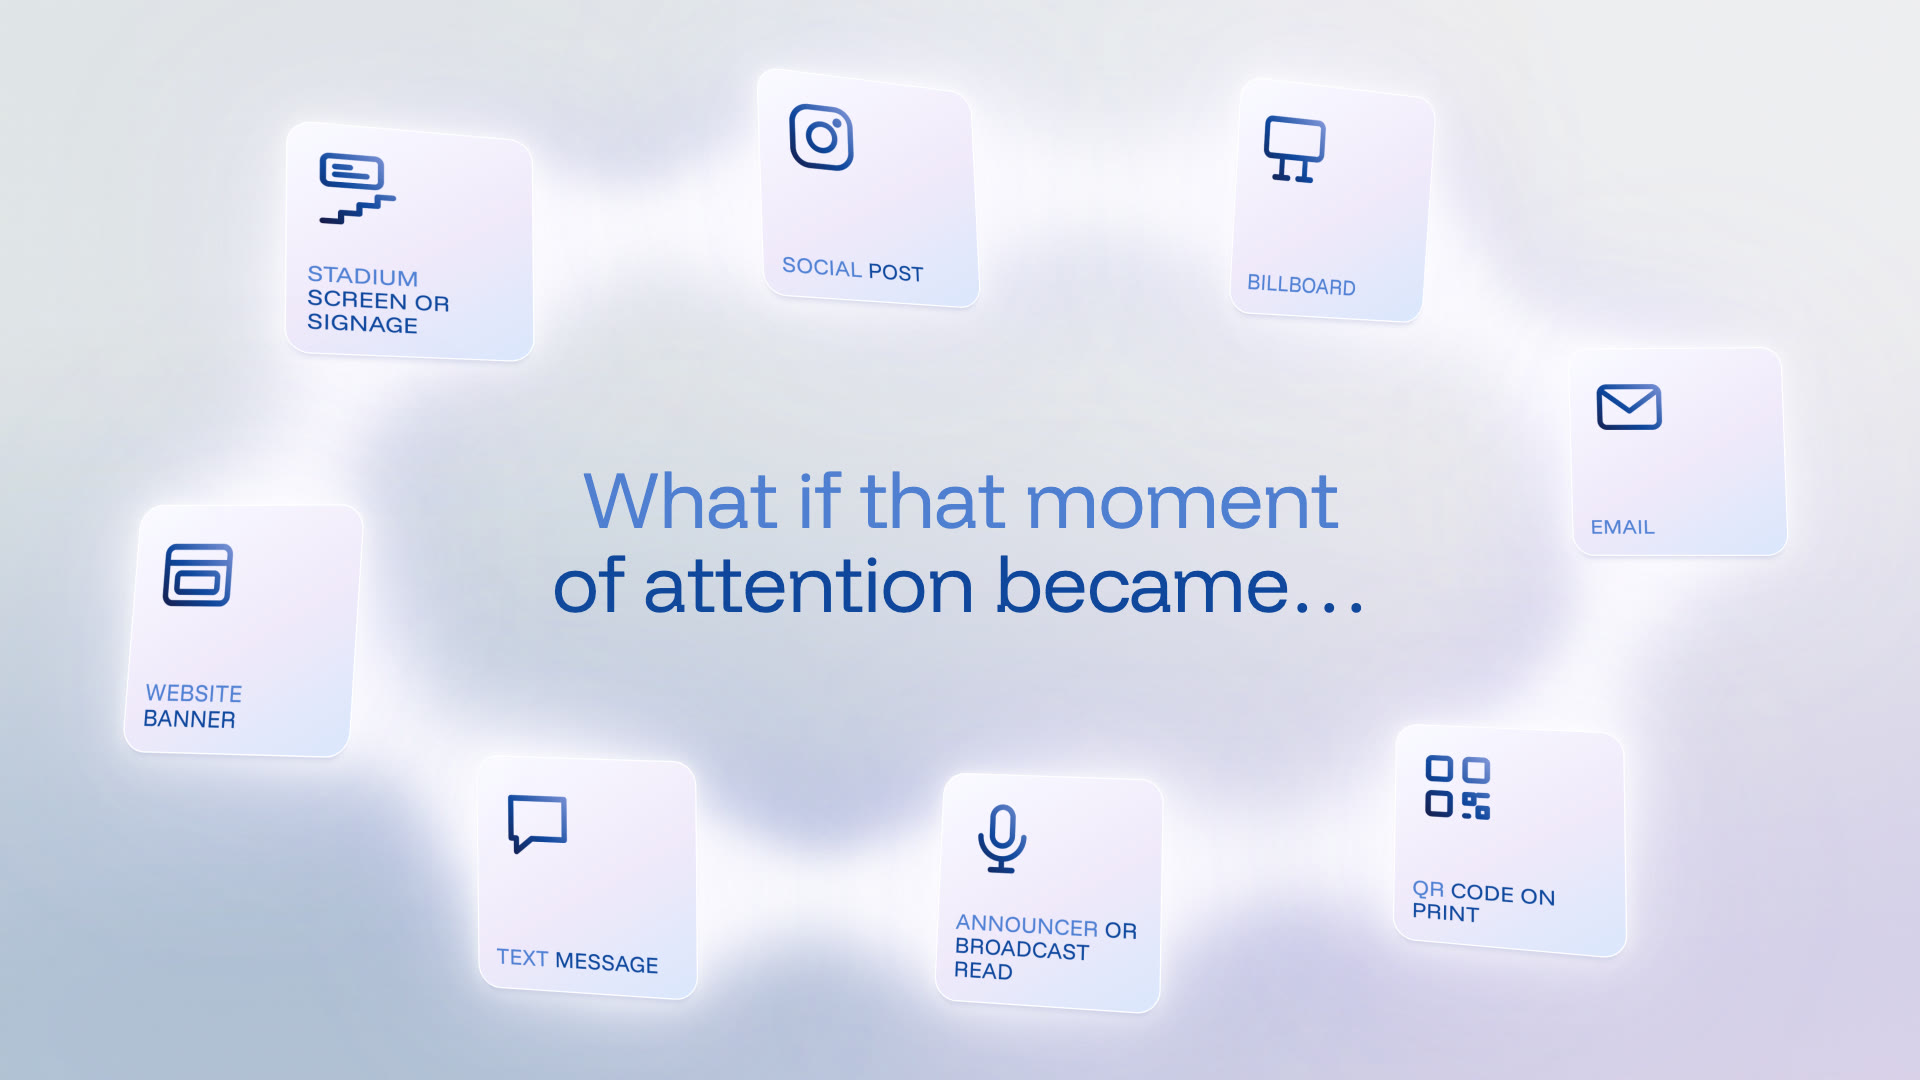 STADIUM
SCREEN OR
SIGNAGE
SOCIAL POST
BILLBOARD
EMAIL
What if that moment
of attention became...
WEBSITE
BANNER
TEXT MESSAGE
ANNOUNCER OR
BROADCAST
READ
QR CODE ON
PRINT